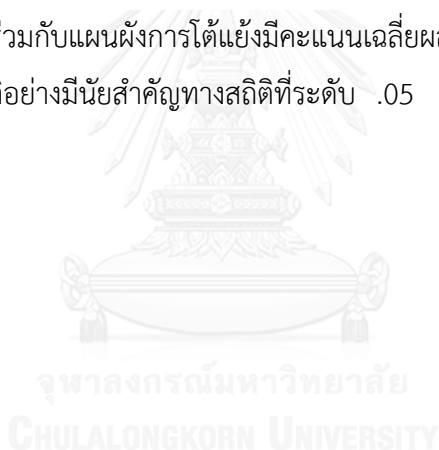 ร่วมกับแผนผังการโต้แย้งมีคะแนนเฉลี่ย
อย่างมีนัยสำคัญทางสถิติที่ระดับ .05
จุฬาลงกรณ์มหาวิทยาลัย
CHULALONGKORN UNIVERSITY